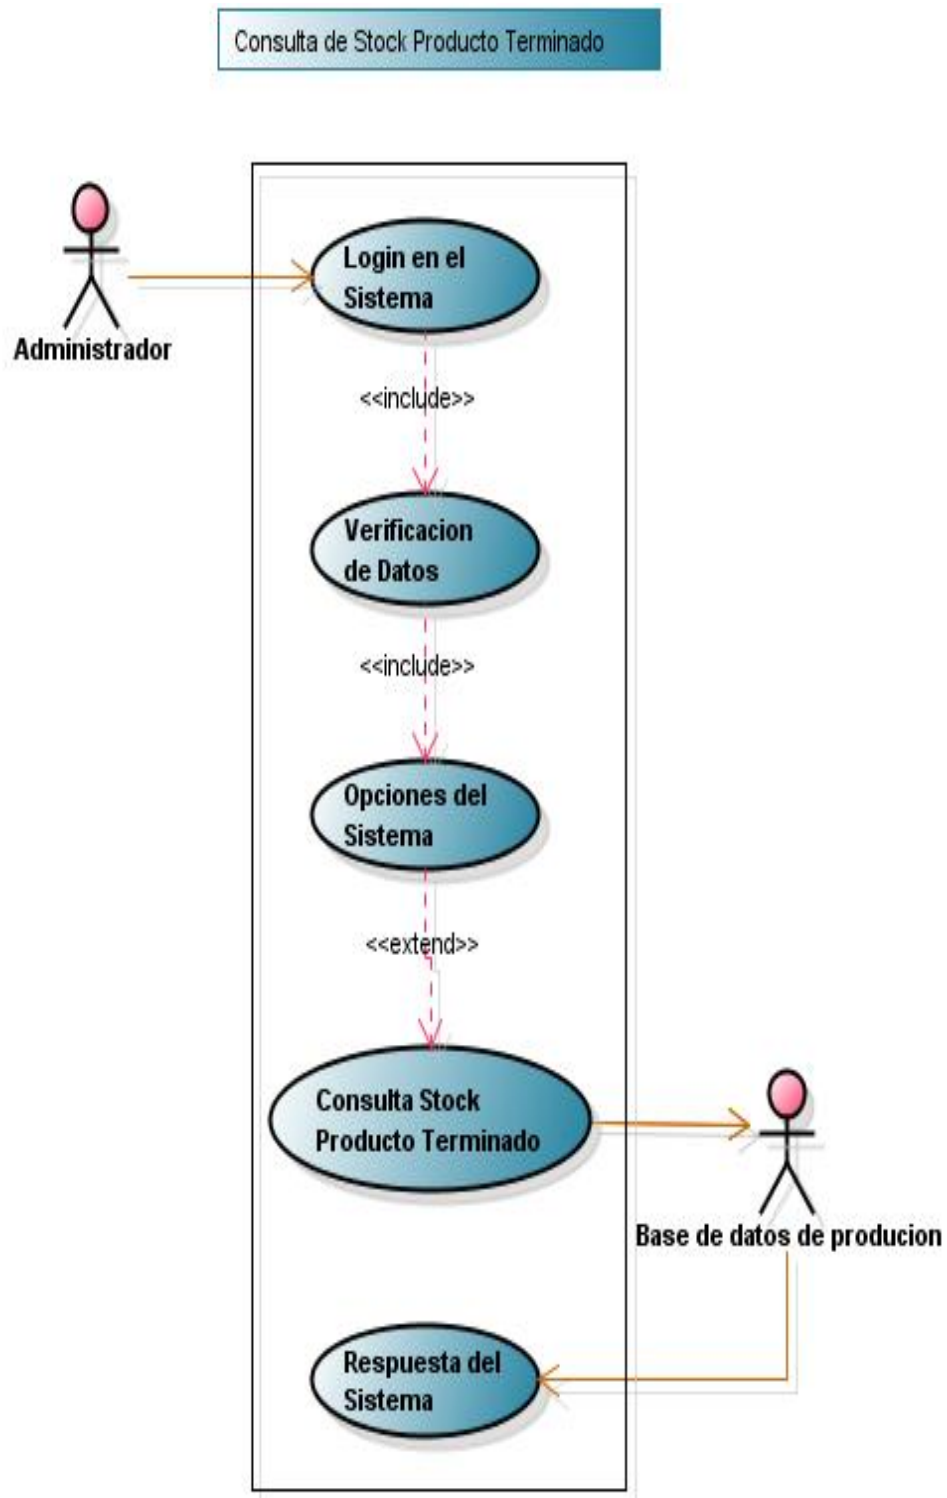 Consulta de Stock Producto Terminado
Login en el
Sistema
Administrador
<<include>>
Verificacion
de Datos
<<include>>
Opciones del
Sistema
<<extend>>
Consulta Stock
Producto Terminado
Base de datos de producion
Respuesta del
Sistema